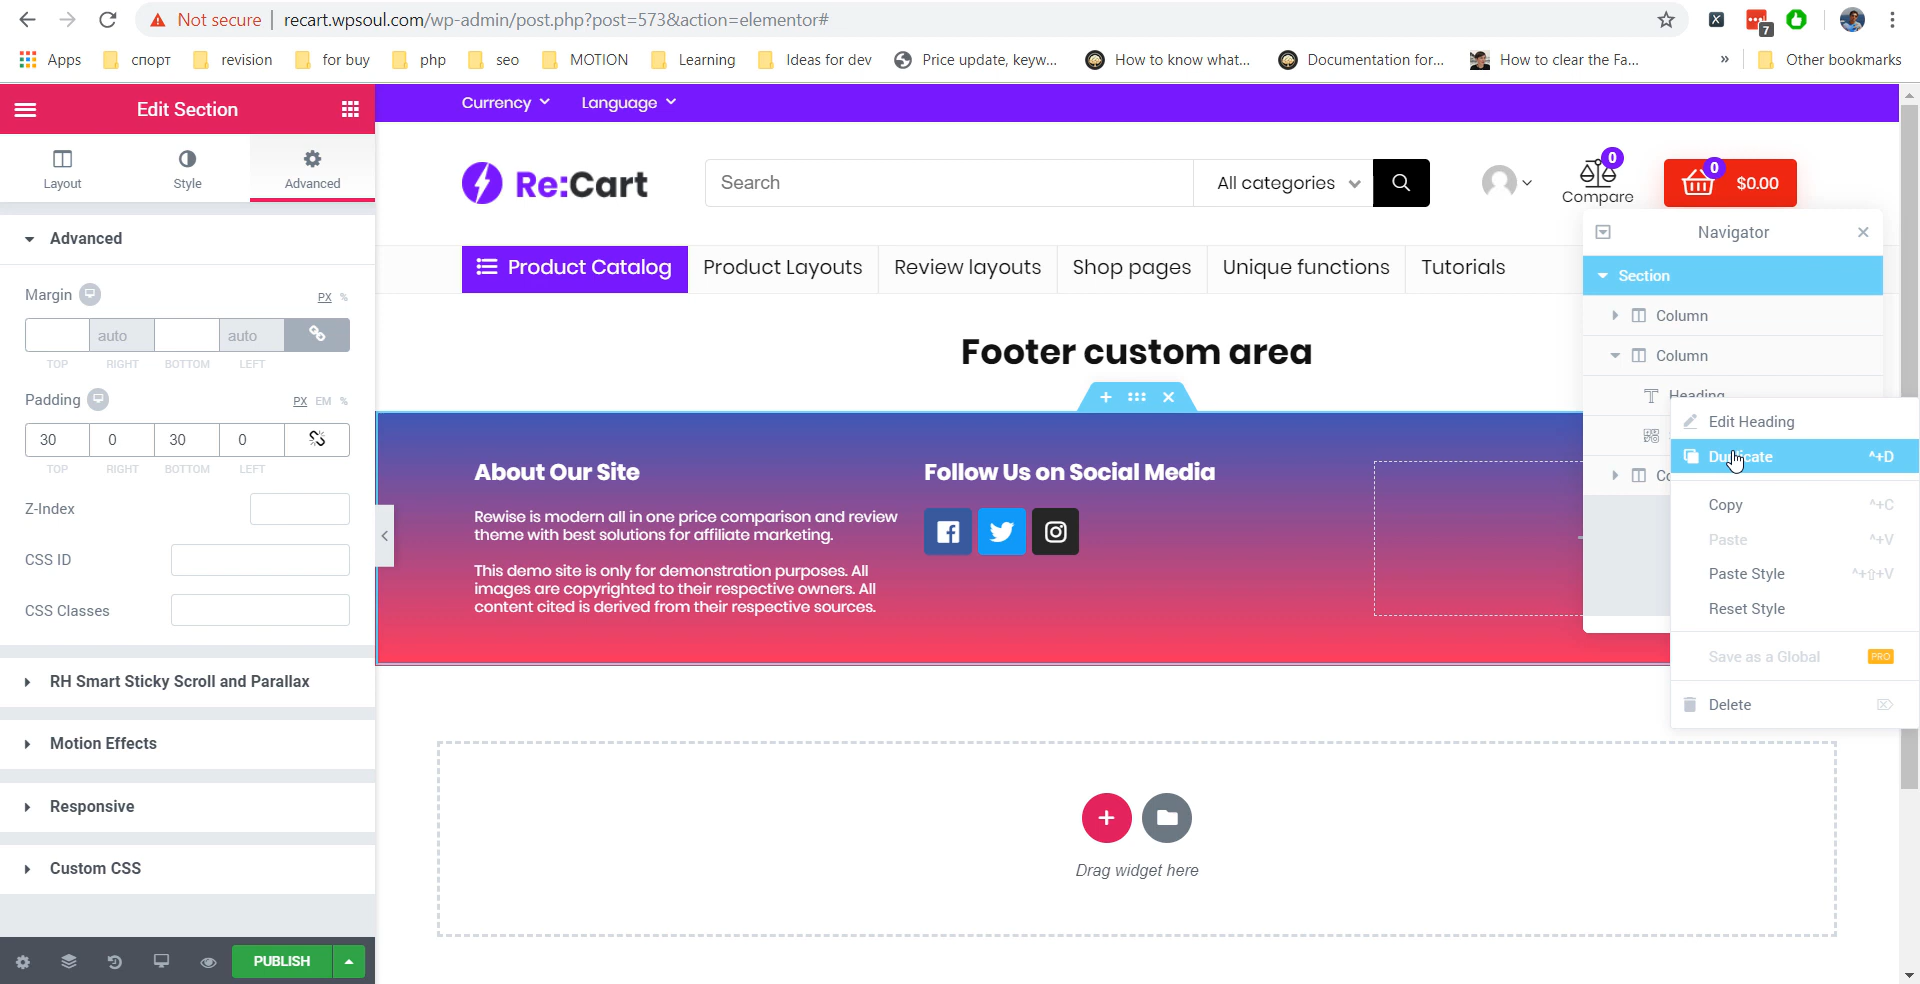 Not secure
recart.wpsoul.com/wp-admin/post.php?post=573&action=elementor#
7
Apps
спорт
revision
for buy
php
seo
MOTION
Learning
Ideas for dev
Price update, keyw...
How to know what...
Documentation for...
How to clear the Fa...
»
Other bookmarks
Edit Section
Layout
Style
Advanced
Advanced
Margin
PX %
auto
auto
TOP RIGHT BOTTOM LEFT
Padding
PX EM %
30 0 30 0
TOP RIGHT BOTTOM LEFT
Z-Index
CSS ID
CSS Classes
RH Smart Sticky Scroll and Parallax
Motion Effects
Responsive
Custom CSS
PUBLISH
Currency
Language
Re:Cart
Search
All categories
0
Compare
0
$0.00
Product Catalog
Product Layouts
Review layouts
Shop pages
Unique functions
Tutorials
Footer custom area
About Our Site
Rewise is modern all in one price comparison and review
theme with best solutions for affiliate marketing.
This demo site is only for demonstration purposes. All
images are copyrighted to their respective owners. All
content cited is derived from their respective sources.
Follow Us on Social Media
Drag widget here
Navigator
Section
Column
Column
Heading
Edit Heading
Duplicate ^+D
Copy ^+C
Paste ^+V
Paste Style ^+⇧+V
Reset Style
Save as a Global PRO
Delete